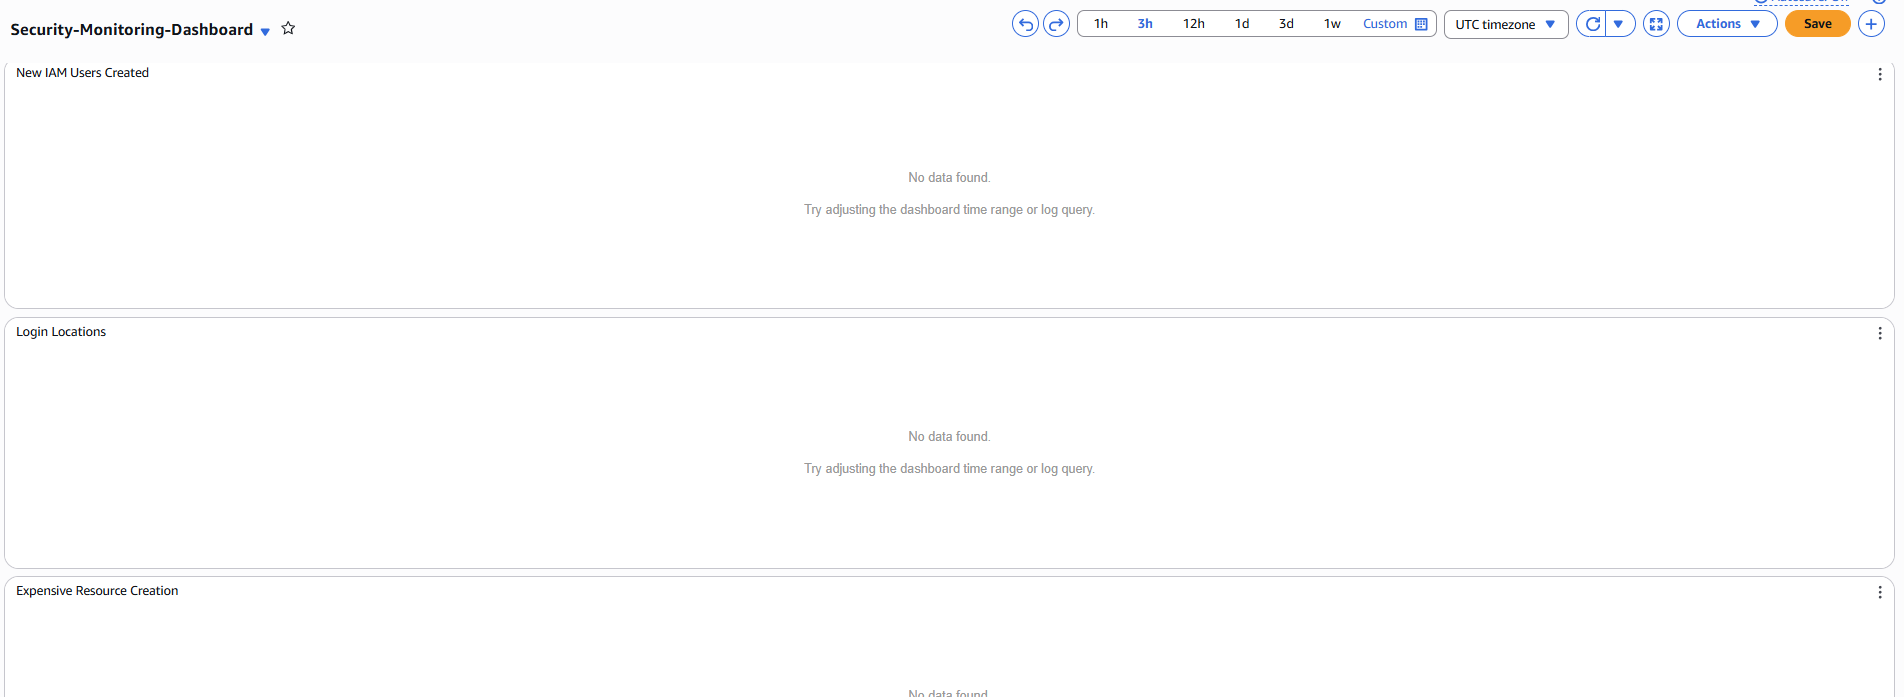 Security-Monitoring-Dashboard
1h 3h 12h 1d 3d 1w Custom UTC timezone Actions Save
New IAM Users Created
No data found.
Try adjusting the dashboard time range or log query.
Login Locations
No data found.
Try adjusting the dashboard time range or log query.
Expensive Resource Creation
No data found.